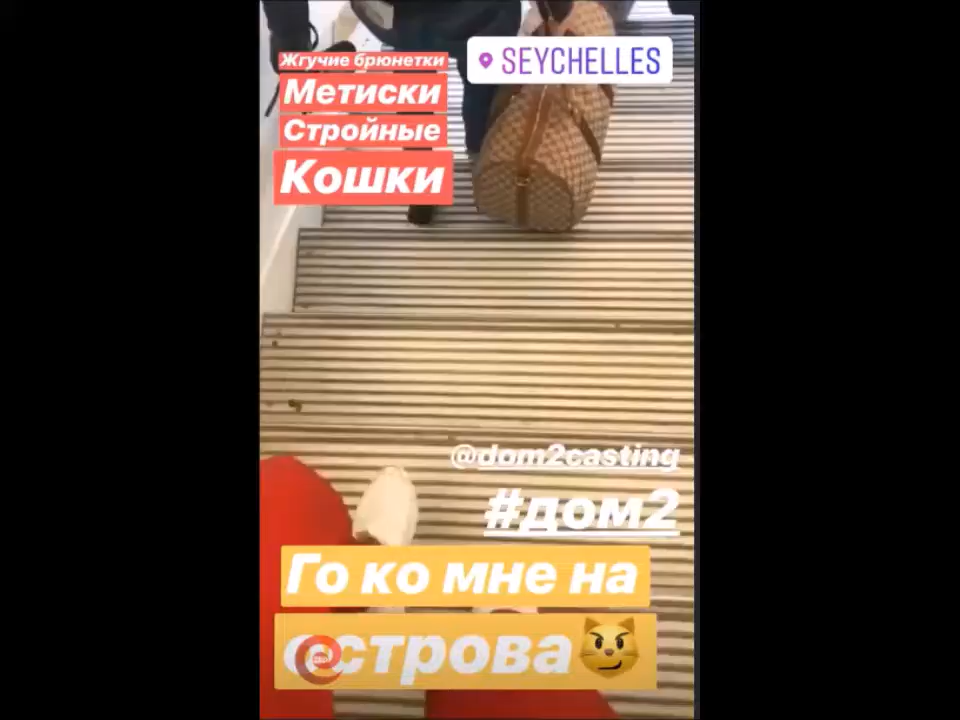 Жгучие брюнетки
Метиски
Стройные
Кошки
SEYCHELLES
@dom2casting
#дом2
Го ко мне на
острова